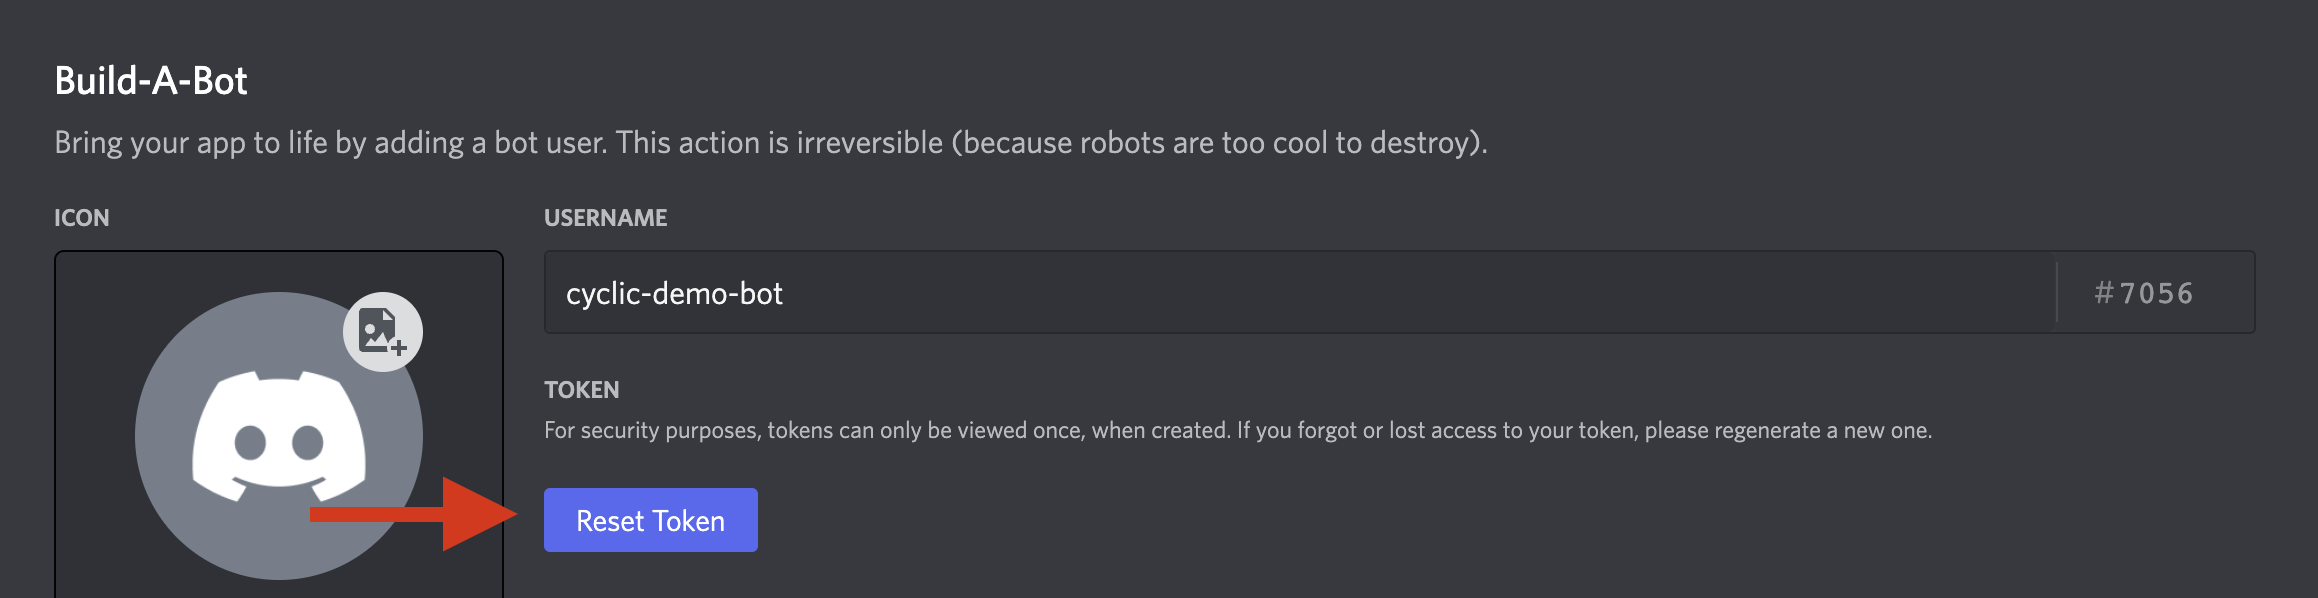 Build-A-Bot
Bring your app to life by adding a bot user. This action is irreversible (because robots are too cool to destroy).
ICON
USERNAME
cyclic-demo-bot
#7056
TOKEN
For security purposes, tokens can only be viewed once, when created. If you forgot or lost access to your token, please regenerate a new one.
Reset Token